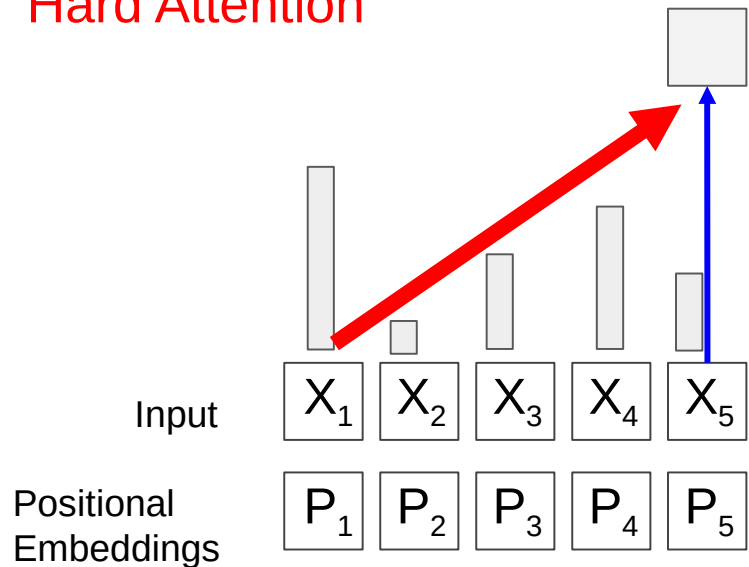 Hard Attention
Input
X1 X2 X3 X4 X5
Positional
Embeddings
P1 P2 P3 P4 P5